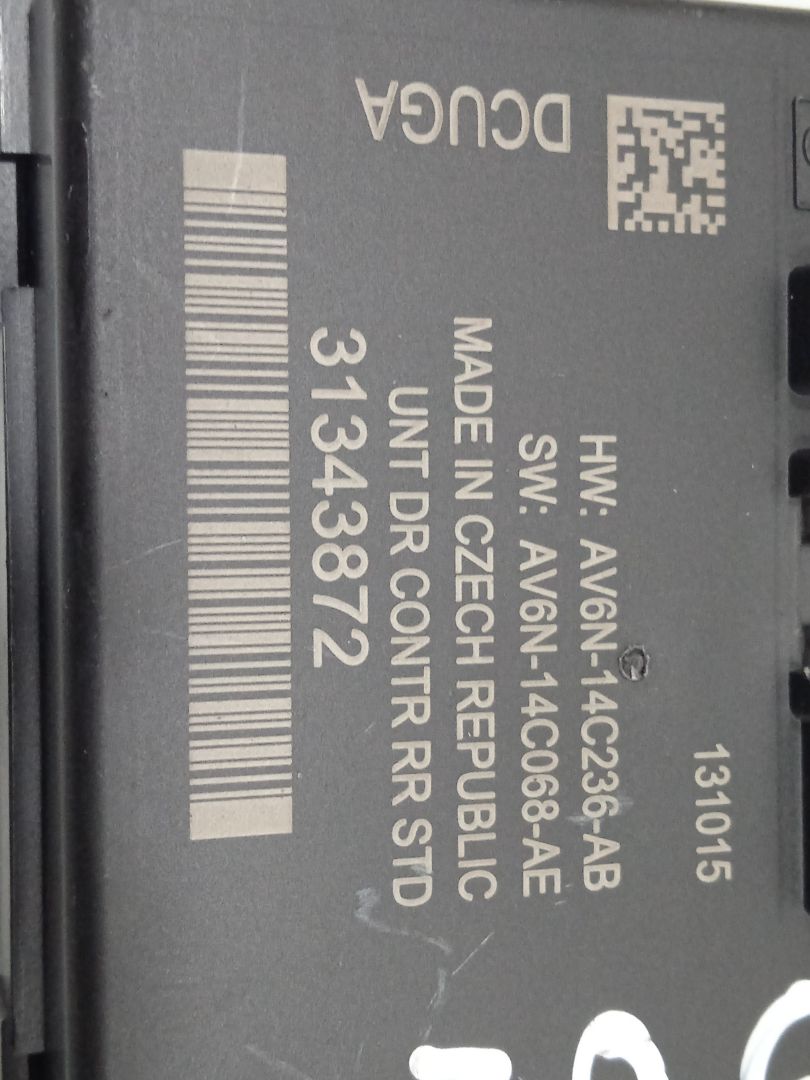 131015
HW: AV6N-14C236-AB
SW: AV6N-14C068-AE
MADE IN CZECH REPUBLIC
UNT DR CONTR RR STD
31343872
DCUGA